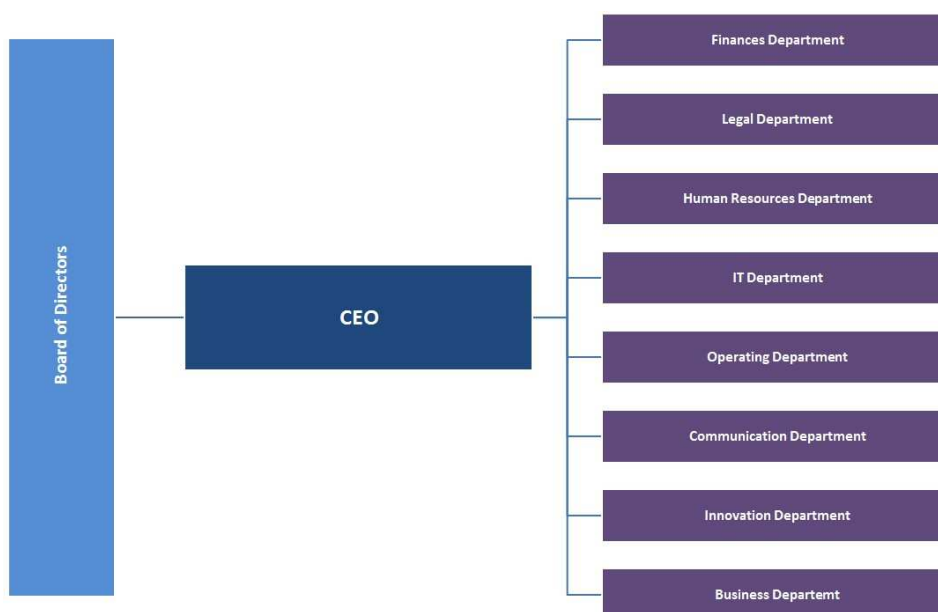 Board of Directors
CEO
Finances Department
Legal Department
Human Resources Department
IT Department
Operating Department
Communication Department
Innovation Department
Business Departemt